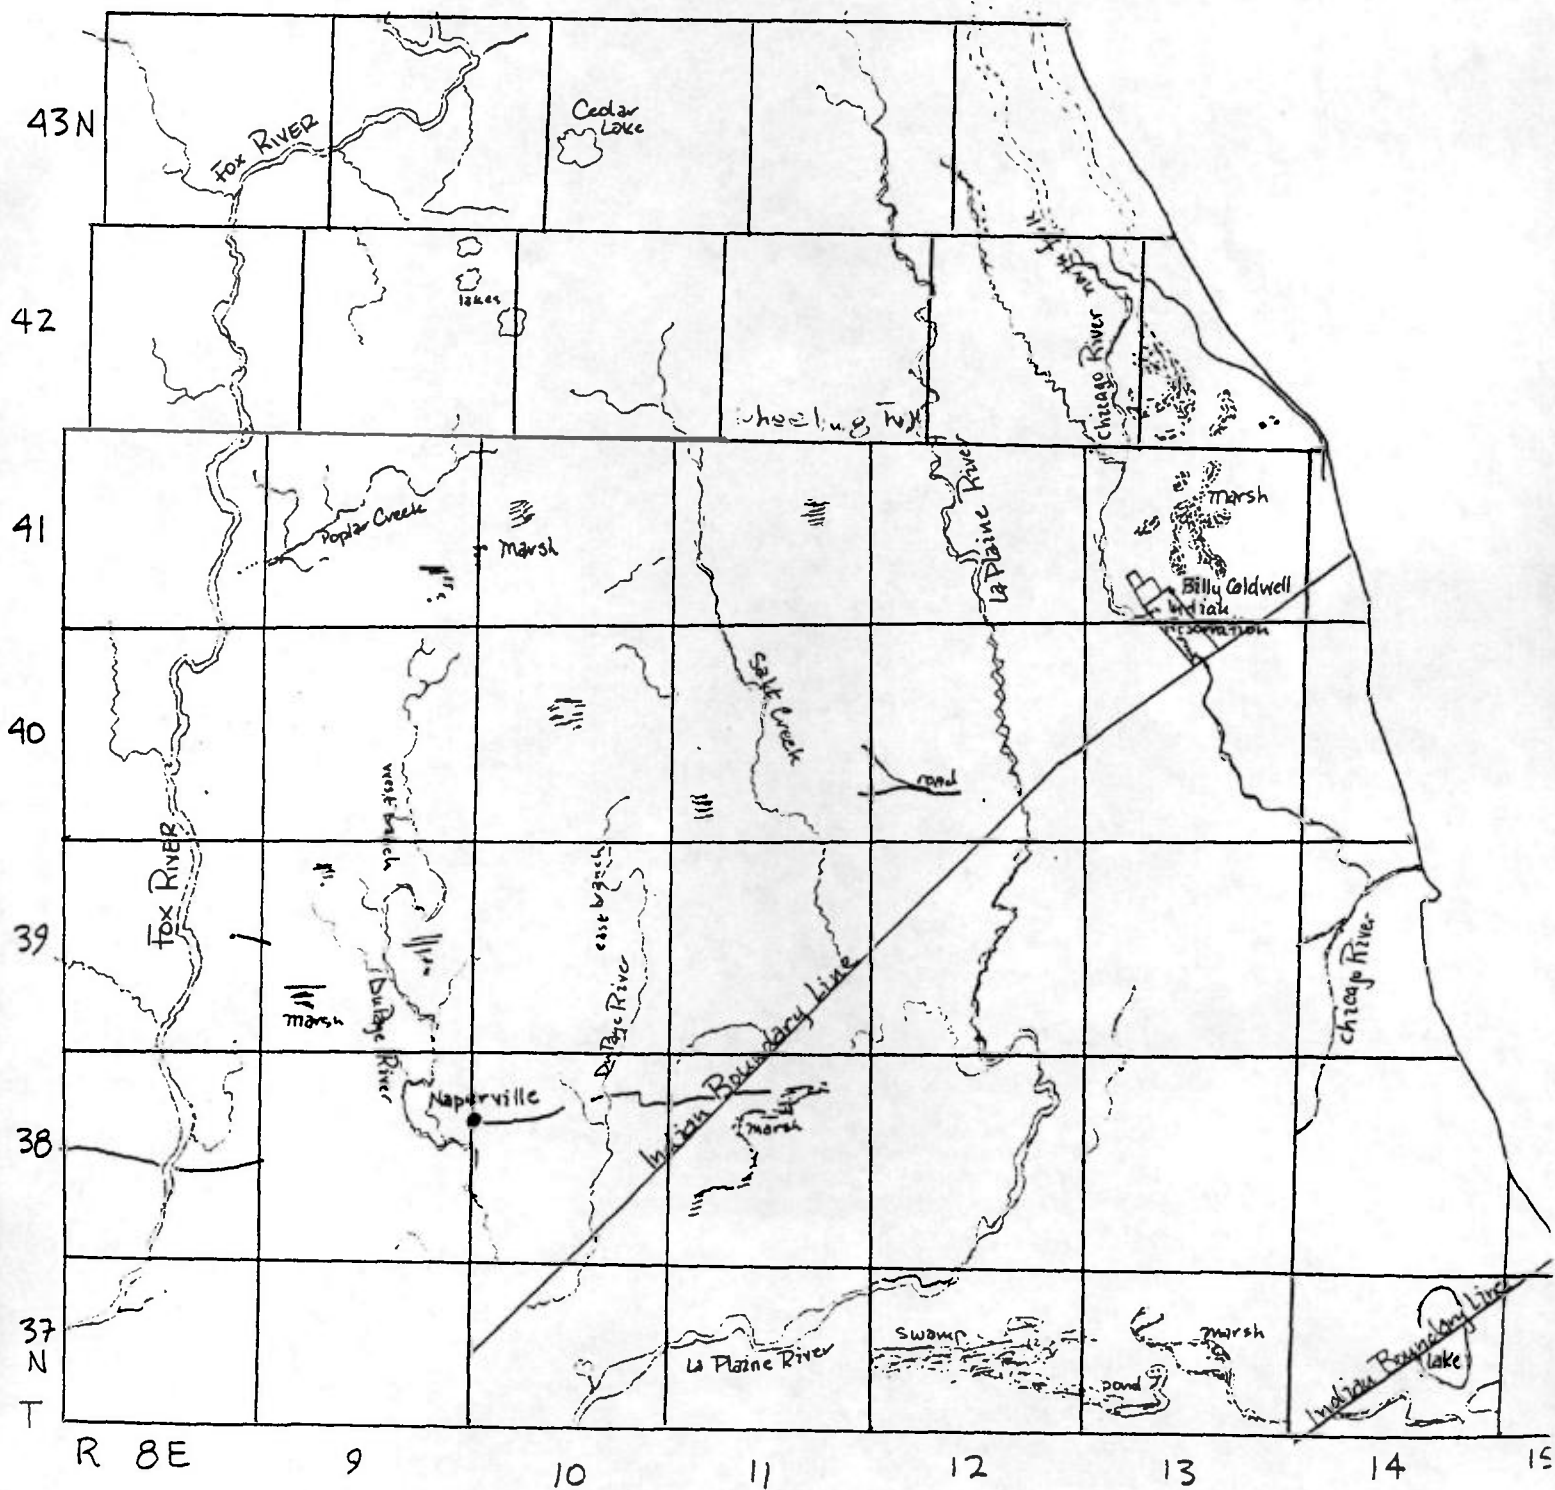 43N
Fox RIVER
Cedar
Lake
42
lakes
North Fork
Chicago River
Wheeling Twp
41
Poplar Creek
Marsh
La Plaine River
Marsh
Billy Caldwell
Indian
Reservation
40
Salt Creek
road
west branch
39
Fox RIVER
marsh
DuPage River
east branch
DuPage River
Indian Boundary Line
Chicago River
38
Naperville
marsh
37
N
T
La Plaine River
swamp
pond
marsh
Indian Boundary Line
lake
R 8E 9 10 11 12 13 14